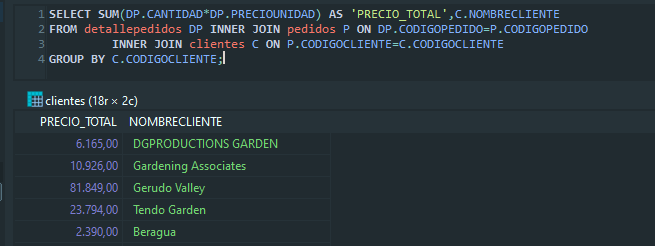 1 SELECT SUM(DP.CANTIDAD*DP.PRECIOUNIDAD) AS 'PRECIO_TOTAL',C.NOMBRECLIENTE
2 FROM detallepedidos DP INNER JOIN pedidos P ON DP.CODIGOPEDIDO=P.CODIGOPEDIDO
3 INNER JOIN clientes C ON P.CODIGOCLIENTE=C.CODIGOCLIENTE
4 GROUP BY C.CODIGOCLIENTE;
clientes (18r × 2c)
PRECIO_TOTAL NOMBRECLIENTE
6.165,00 DGPRODUCTIONS GARDEN
10.926,00 Gardening Associates
81.849,00 Gerudo Valley
23.794,00 Tendo Garden
2.390,00 Beragua